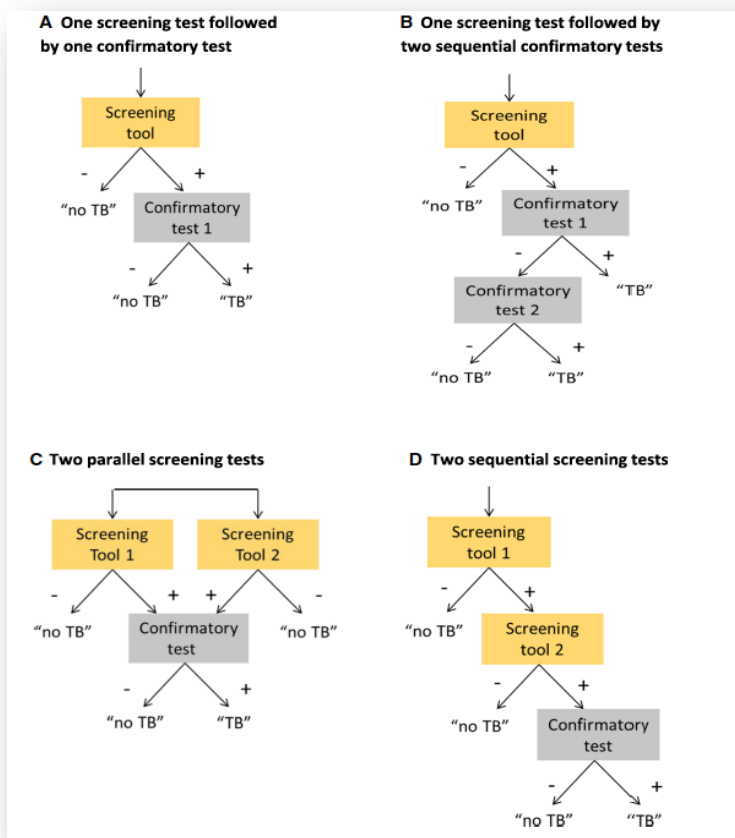 A One screening test followed
by one confirmatory test
Screening
tool
-
+
“no TB”
Confirmatory
test 1
-
+
“no TB”
“TB”
B One screening test followed by
two sequential confirmatory tests
Screening
tool
-
+
“no TB”
Confirmatory
test 1
-
+
Confirmatory
test 2
“TB”
-
+
“no TB”
“TB”
C Two parallel screening tests
Screening
Tool 1
Screening
Tool 2
-
+
+
-
“no TB”
Confirmatory
test
“no TB”
-
+
“no TB”
“TB”
D Two sequential screening tests
Screening
tool 1
-
+
“no TB”
Screening
tool 2
-
+
“no TB”
Confirmatory
test
-
+
“no TB”
“TB”